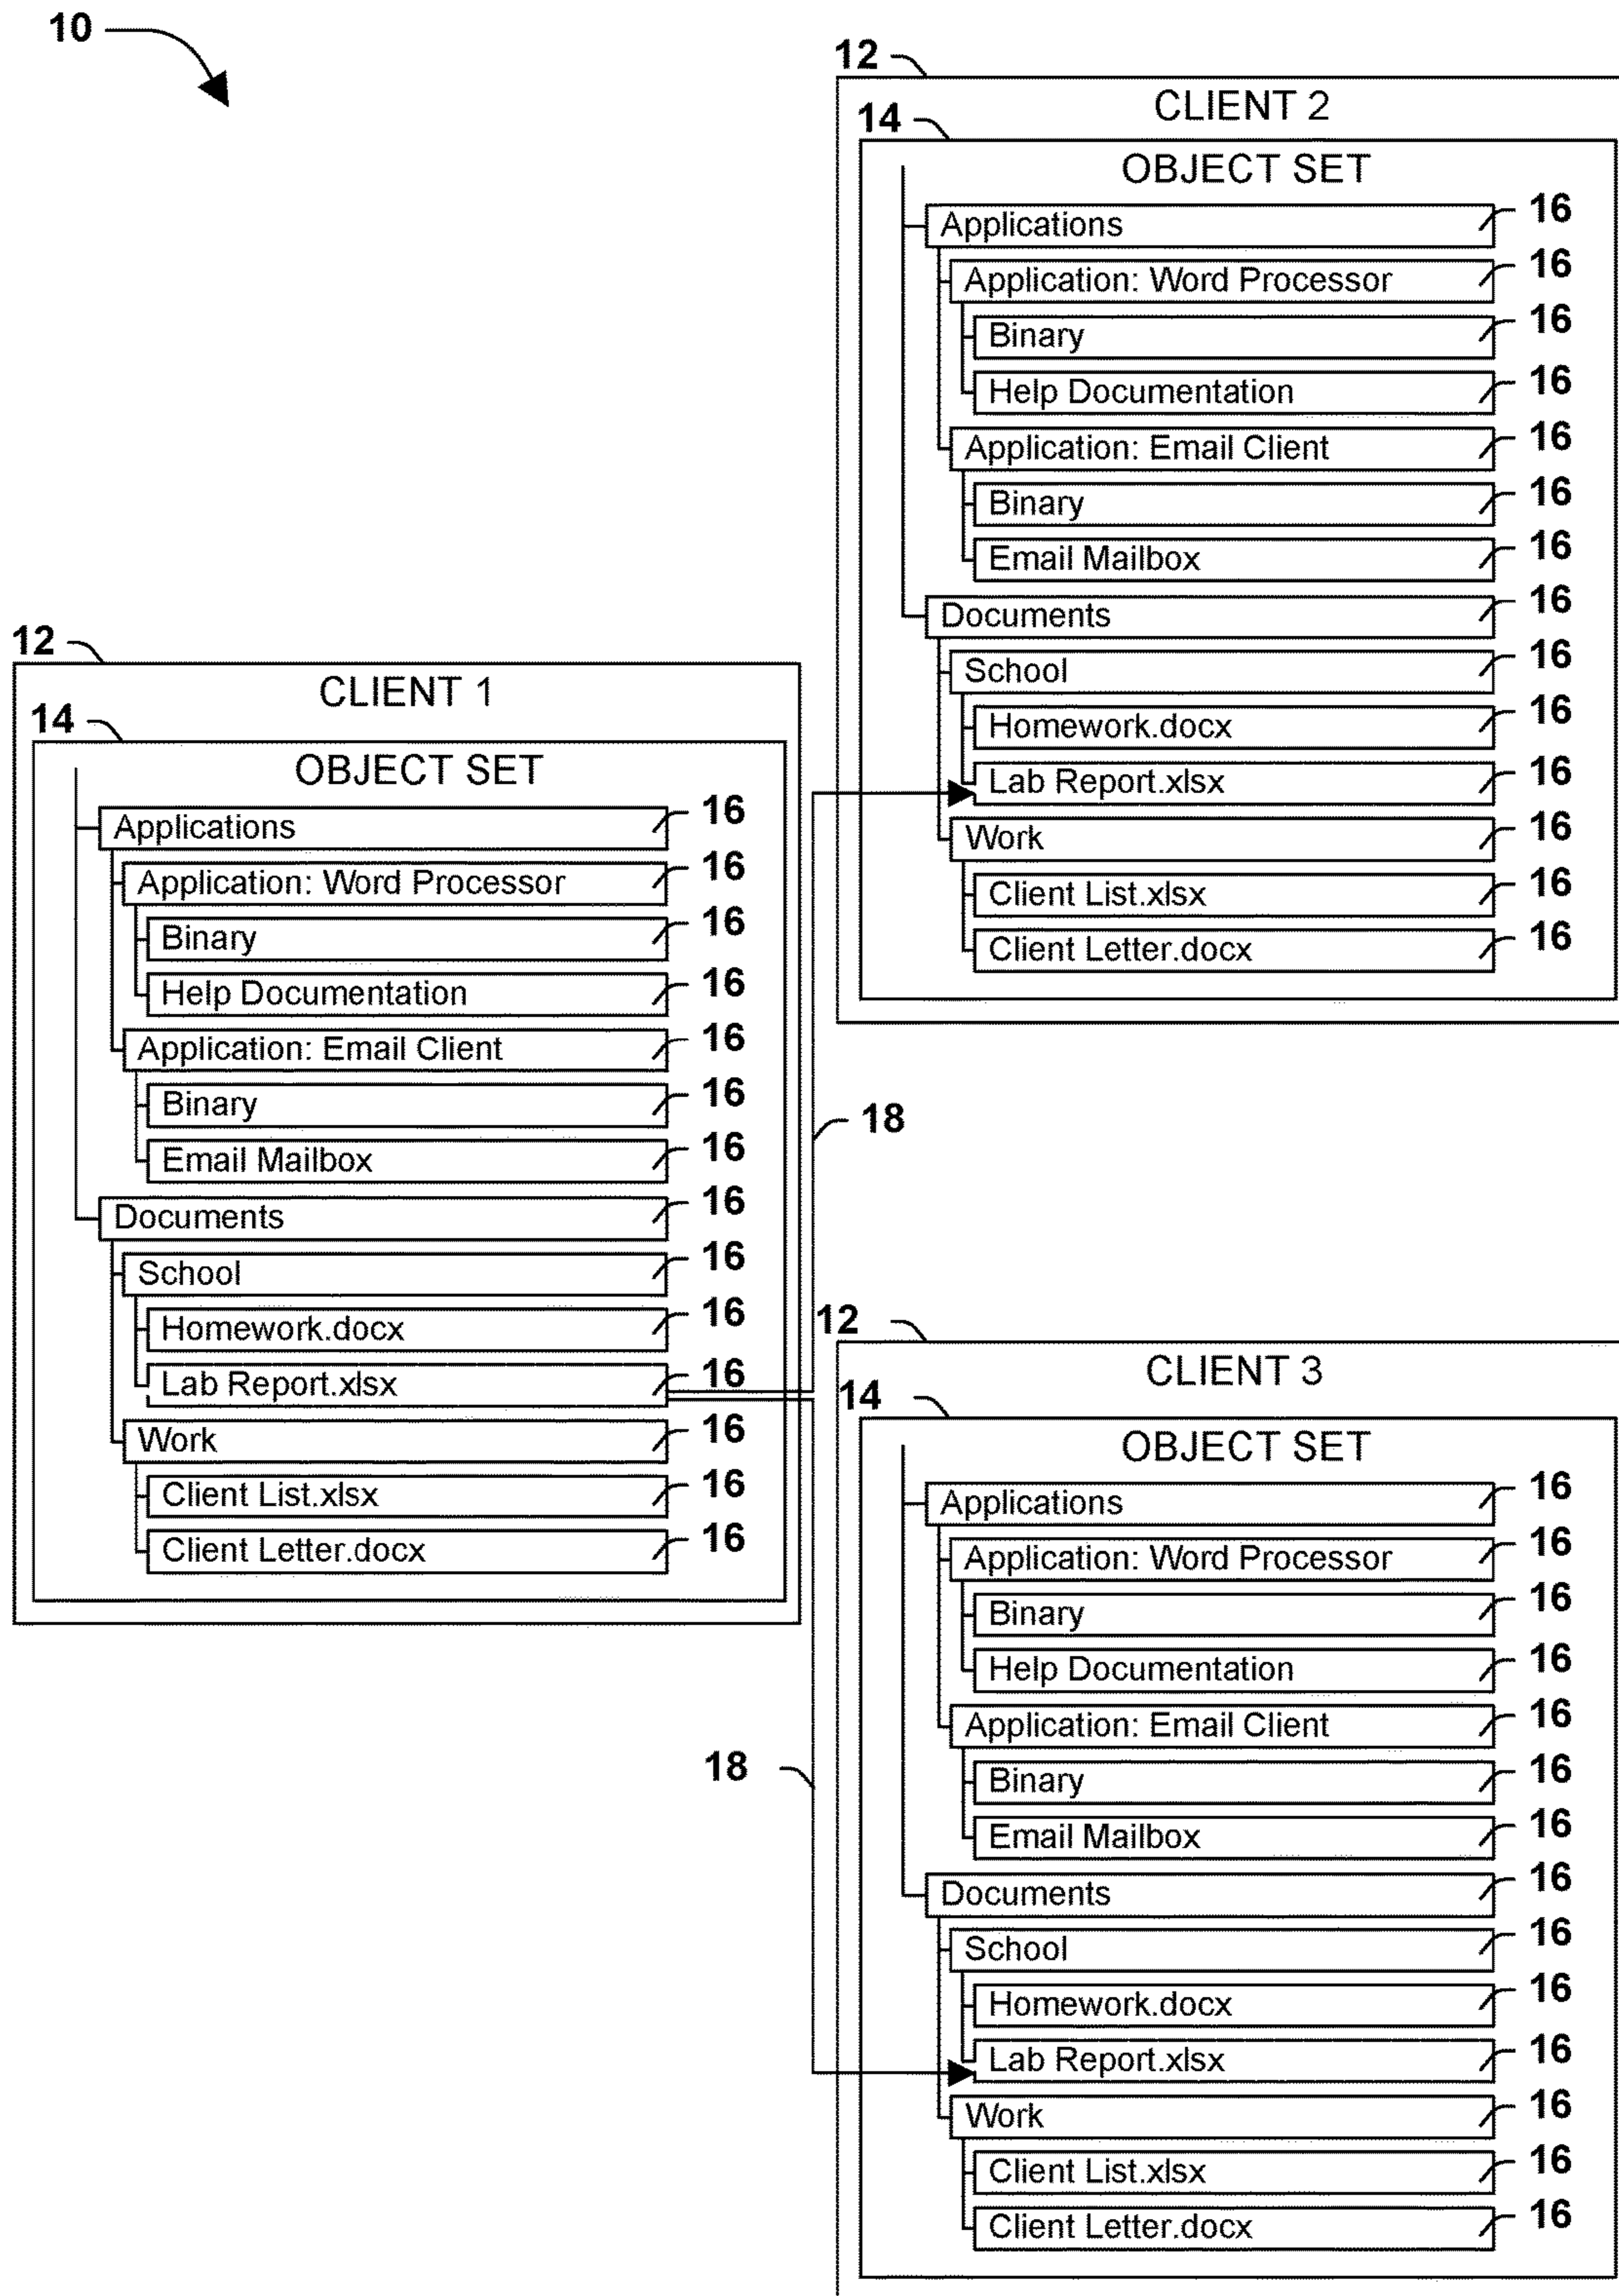 10
12
CLIENT 2
14
OBJECT SET
Applications 16
Application: Word Processor 16
Binary 16
Help Documentation 16
Application: Email Client 16
Binary 16
Email Mailbox 16
Documents 16
School 16
Homework.docx 16
Lab Report.xlsx 16
Work 16
Client List.xlsx 16
Client Letter.docx 16
12
CLIENT 1
14
OBJECT SET
Applications 16
Application: Word Processor 16
Binary 16
Help Documentation 16
Application: Email Client 16
Binary 16
Email Mailbox 16
Documents 16
School 16
Homework.docx 16
Lab Report.xlsx 16
Work 16
Client List.xlsx 16
Client Letter.docx 16
18
12
CLIENT 3
14
OBJECT SET
Applications 16
Application: Word Processor 16
Binary 16
Help Documentation 16
Application: Email Client 16
18
Binary 16
Email Mailbox 16
Documents 16
School 16
Homework.docx 16
Lab Report.xlsx 16
Work 16
Client List.xlsx 16
Client Letter.docx 16